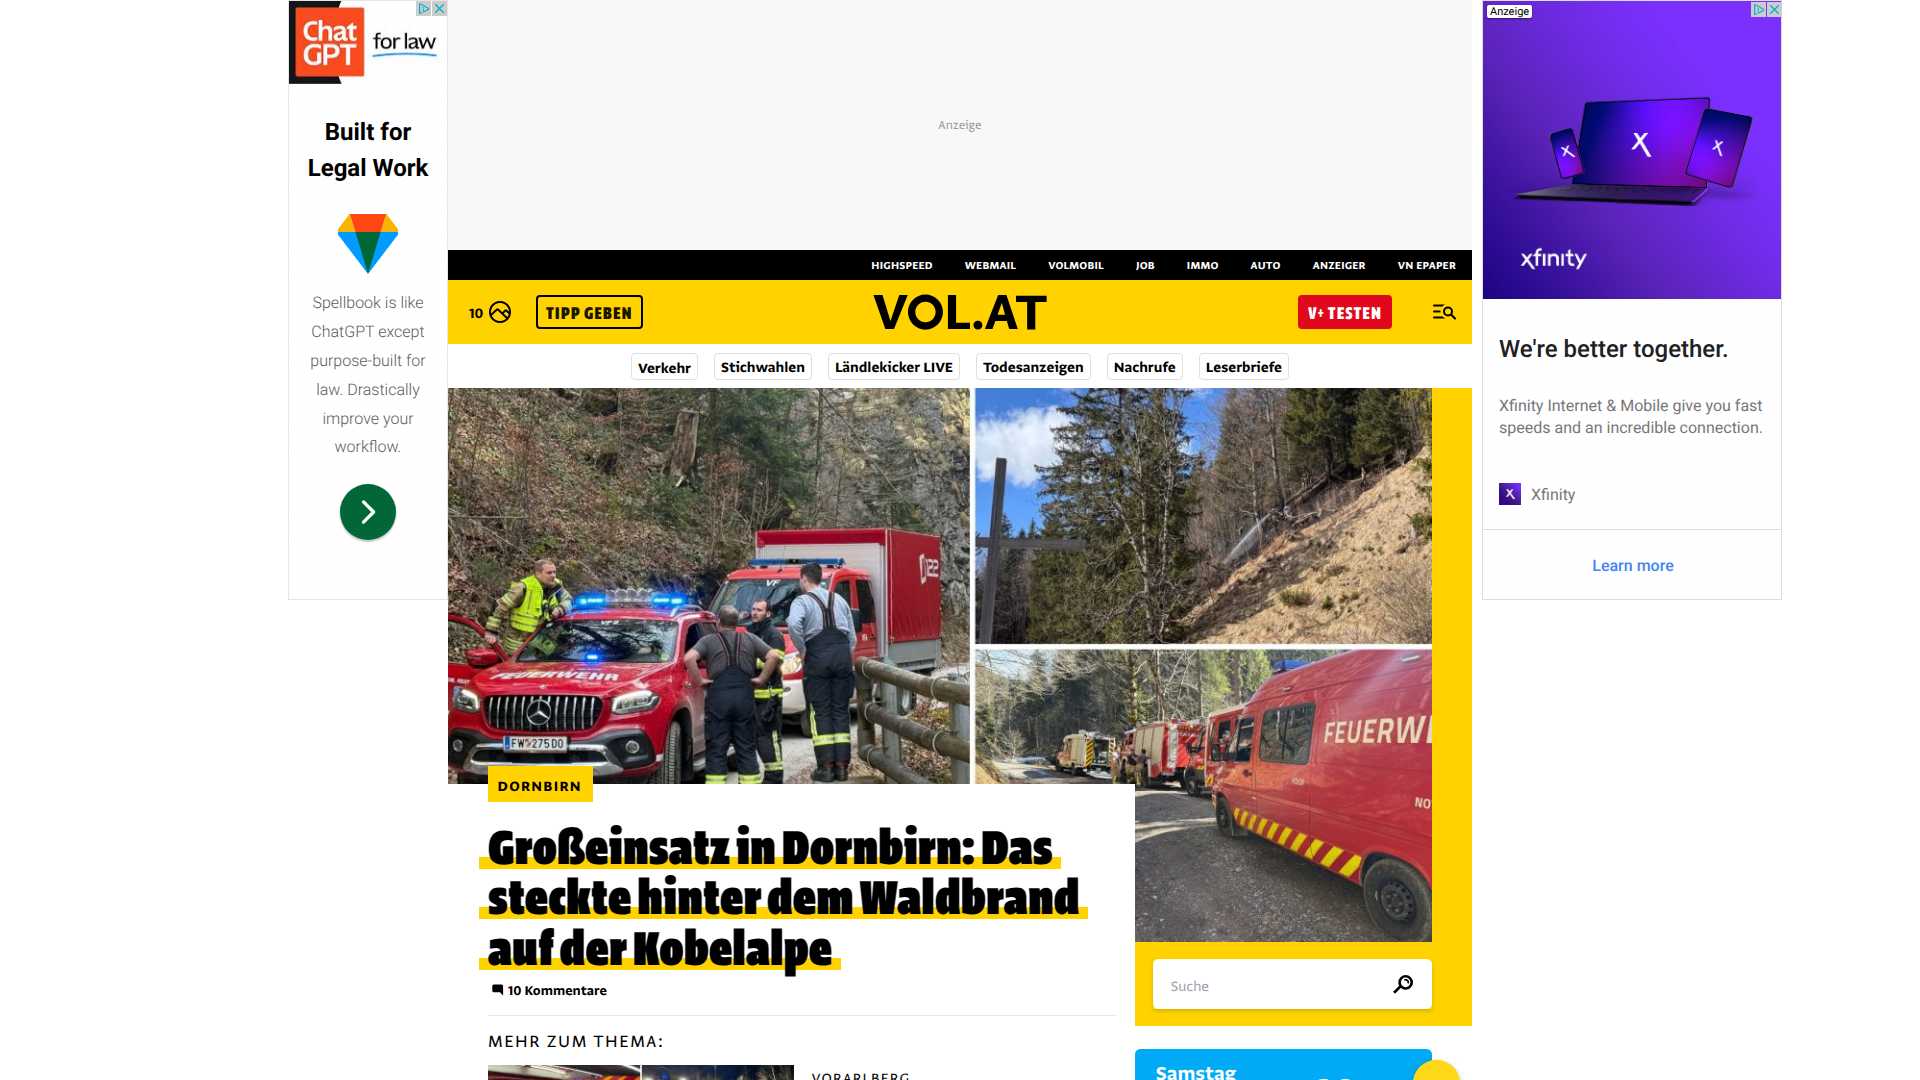 Chat
GPT
for law
Built for
Legal Work
Spellbook is like
ChatGPT except
purpose-built for
law. Drastically
improve your
workflow.
Anzeige
HIGHSPEED WEBMAIL VOLMOBIL JOB IMMO AUTO ANZEIGER VN EPAPER
10 TIPP GEBEN VOL.AT V+ TESTEN
Verkehr Stichwahlen Ländlekicker LIVE Todesanzeigen Nachrufe Leserbriefe
VF
FEUERWEHR
FW 275DO
FEUERW
NO
DORNBIRN
Großeinsatz in Dornbirn: Das
steckte hinter dem Waldbrand
auf der Kobelalpe
10 Kommentare
MEHR ZUM THEMA:
VORARLBERG
Suche
Samstag
Anzeige
X
X
X
xfinity
We're better together.
Xfinity Internet & Mobile give you fast
speeds and an incredible connection.
X Xfinity
Learn more